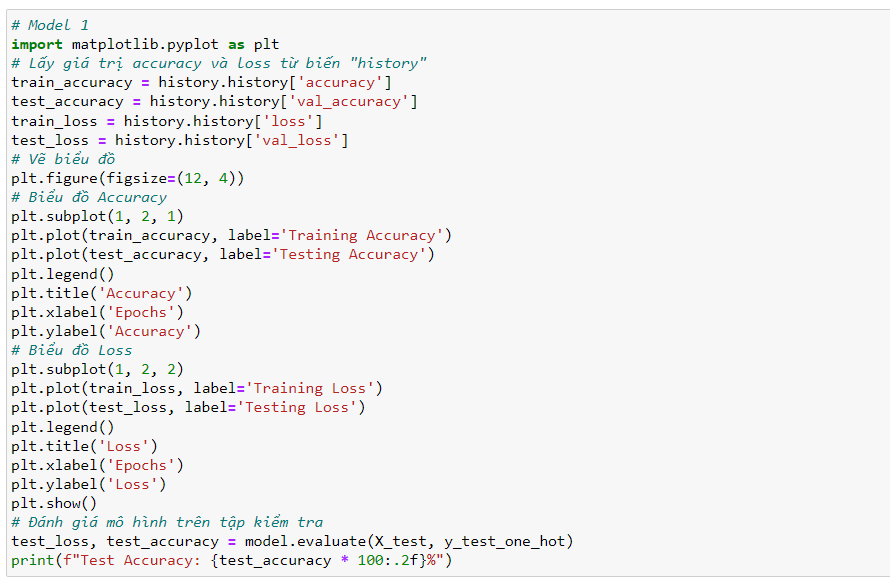 # Model 1
import matplotlib.pyplot as plt
# Lấy giá trị accuracy và loss từ biến "history"
train_accuracy = history.history['accuracy']
test_accuracy = history.history['val_accuracy']
train_loss = history.history['loss']
test_loss = history.history['val_loss']
# Vẽ biểu đồ
plt.figure(figsize=(12, 4))
# Biểu đồ Accuracy
plt.subplot(1, 2, 1)
plt.plot(train_accuracy, label='Training Accuracy')
plt.plot(test_accuracy, label='Testing Accuracy')
plt.legend()
plt.title('Accuracy')
plt.xlabel('Epochs')
plt.ylabel('Accuracy')
# Biểu đồ Loss
plt.subplot(1, 2, 2)
plt.plot(train_loss, label='Training Loss')
plt.plot(test_loss, label='Testing Loss')
plt.legend()
plt.title('Loss')
plt.xlabel('Epochs')
plt.ylabel('Loss')
plt.show()
# Đánh giá mô hình trên tập kiểm tra
test_loss, test_accuracy = model.evaluate(X_test, y_test_one_hot)
print(f"Test Accuracy: {test_accuracy * 100:.2f}%")